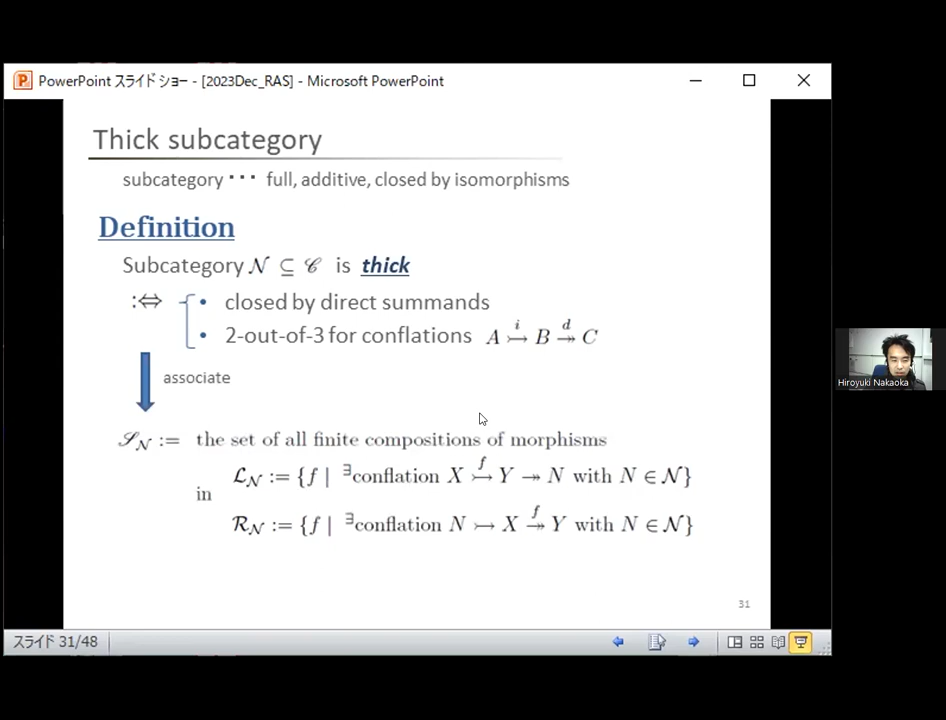 PowerPoint スライド ショー - [2023Dec_RAS] - Microsoft PowerPoint
Thick subcategory
subcategory ･･･ full, additive, closed by isomorphisms
Definition
Subcategory 𝒩 ⊆ 𝒞 is thick
:⇔ • closed by direct summands
• 2-out-of-3 for conflations A ↣^i B ↠^d C
associate
𝒮_𝒩 := the set of all finite compositions of morphisms
in
ℒ_𝒩 := {f | ∃conflation X ↣^f Y ↠ N with N ∈ 𝒩}
ℛ_𝒩 := {f | ∃conflation N ↣ X ↠^f Y with N ∈ 𝒩}
31
スライド 31/48
Hiroyuki Nakaoka